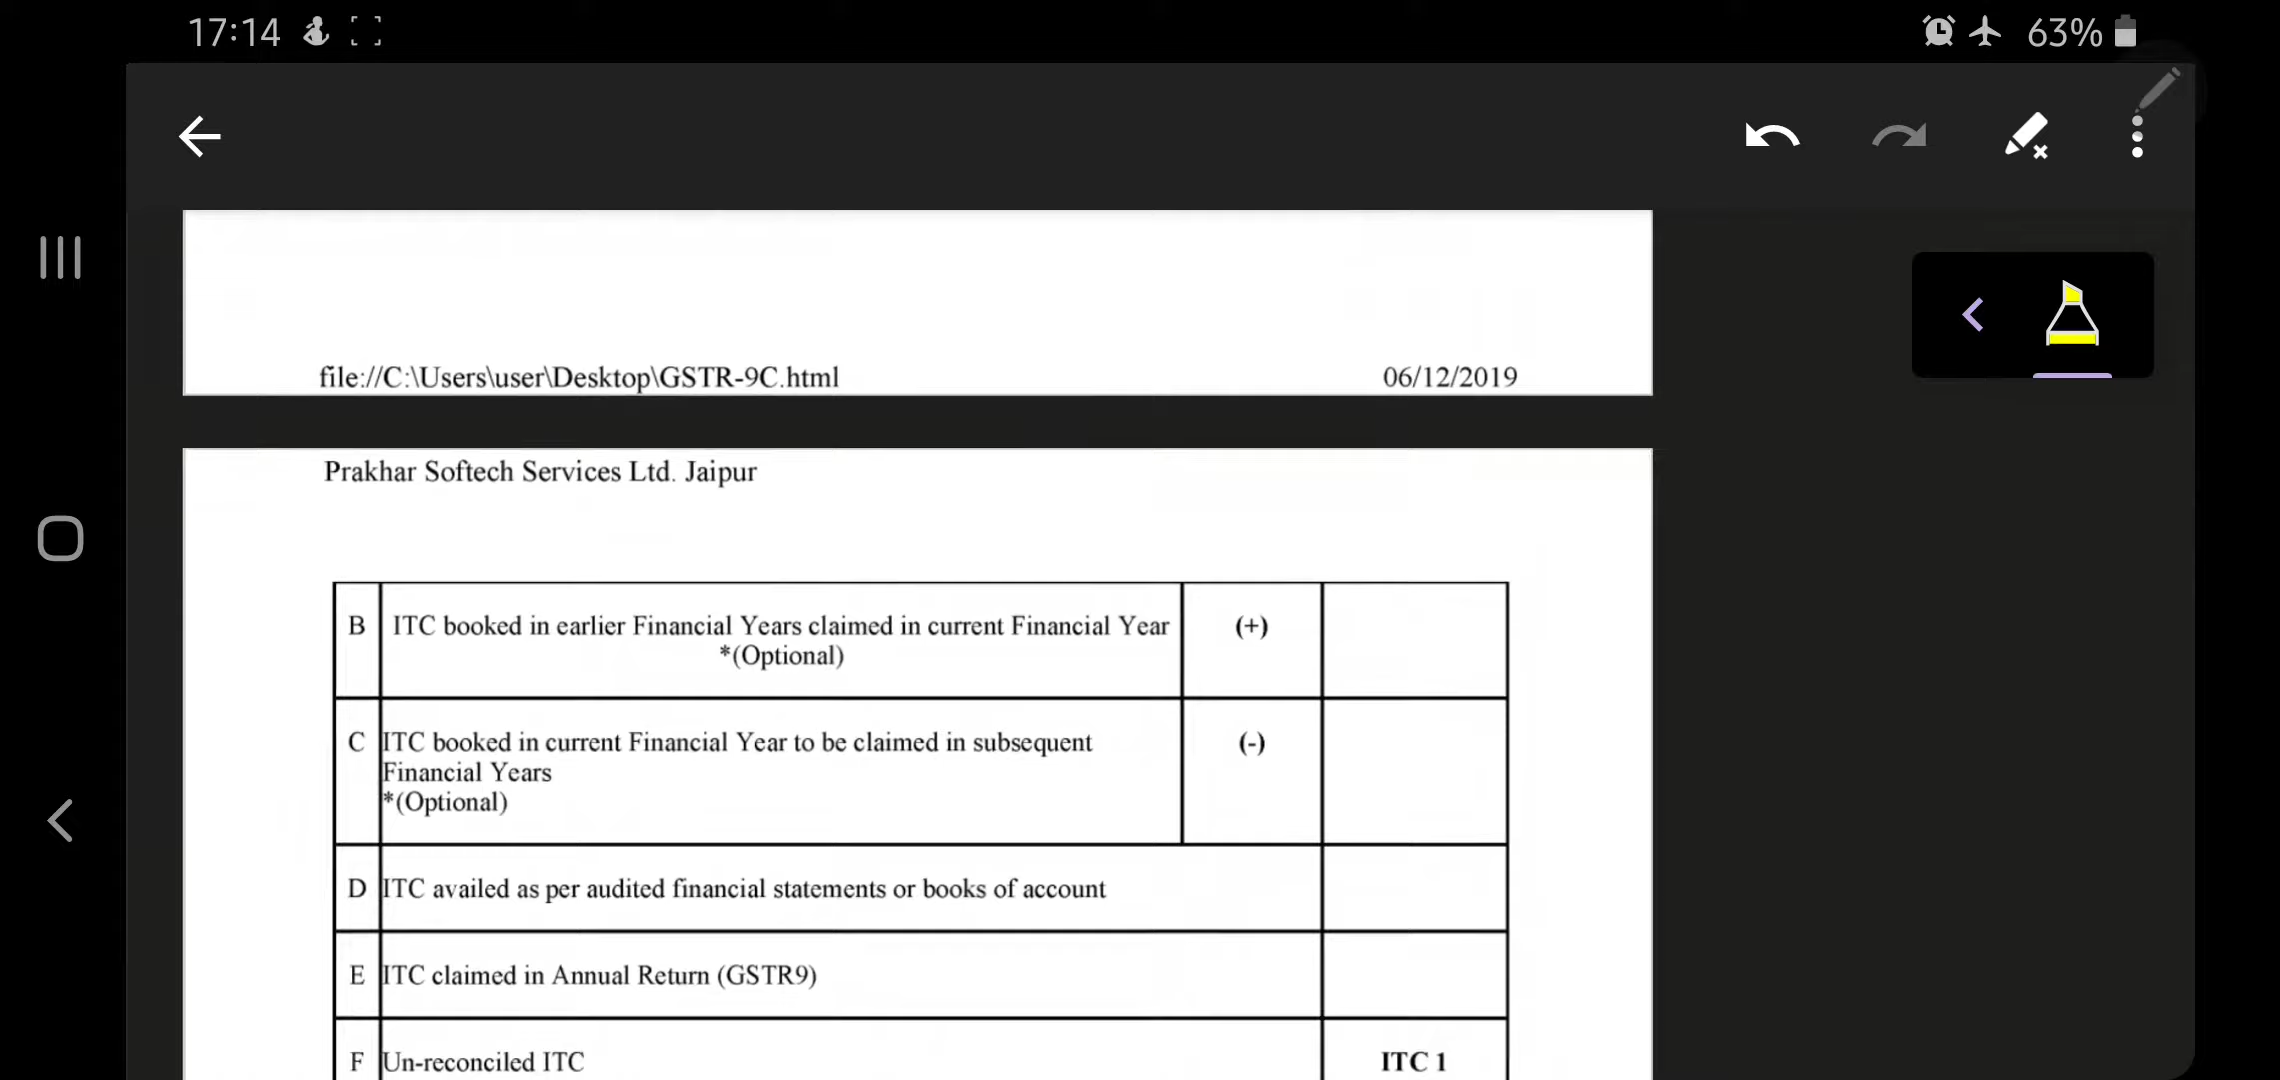 17:14
63%
file://C:\Users\user\Desktop\GSTR-9C.html 06/12/2019
Prakhar Softech Services Ltd. Jaipur
B ITC booked in earlier Financial Years claimed in current Financial Year (+)
*(Optional)
C ITC booked in current Financial Year to be claimed in subsequent (-)
Financial Years
*(Optional)
D ITC availed as per audited financial statements or books of account
E ITC claimed in Annual Return (GSTR9)
F Un-reconciled ITC ITC 1